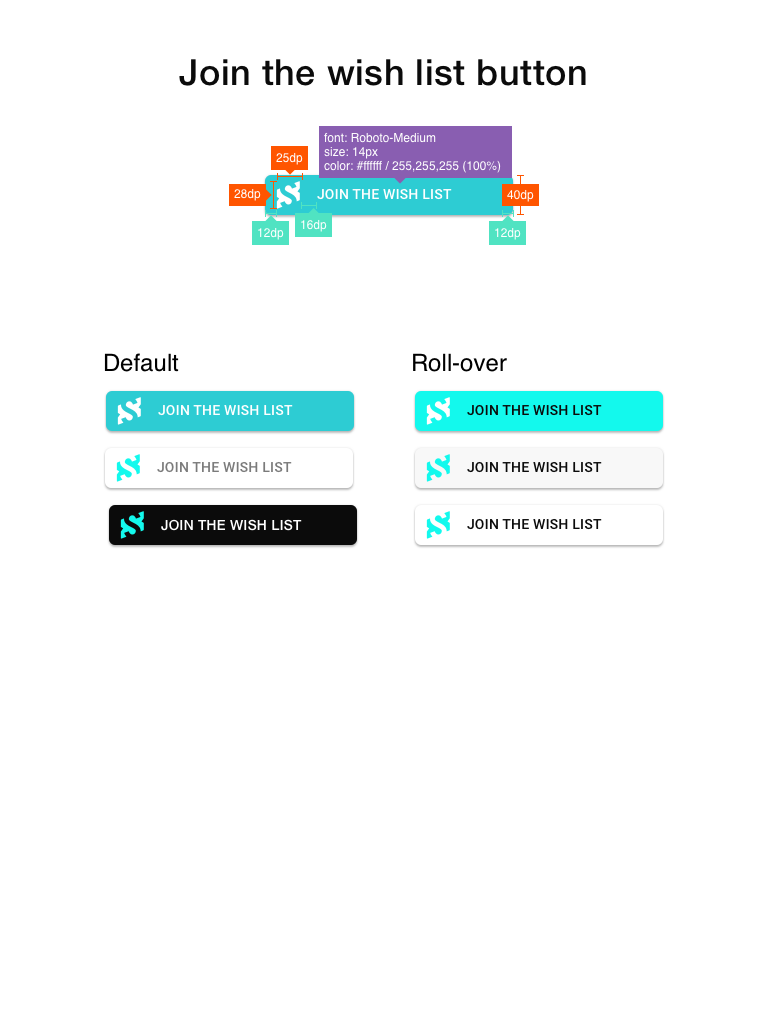 Join the wish list button
font: Roboto-Medium
size: 14px
color: #ffffff / 255,255,255 (100%)
25dp
28dp
JOIN THE WISH LIST
40dp
12dp
16dp
12dp
Default
Roll-over
JOIN THE WISH LIST
JOIN THE WISH LIST
JOIN THE WISH LIST
JOIN THE WISH LIST
JOIN THE WISH LIST
JOIN THE WISH LIST